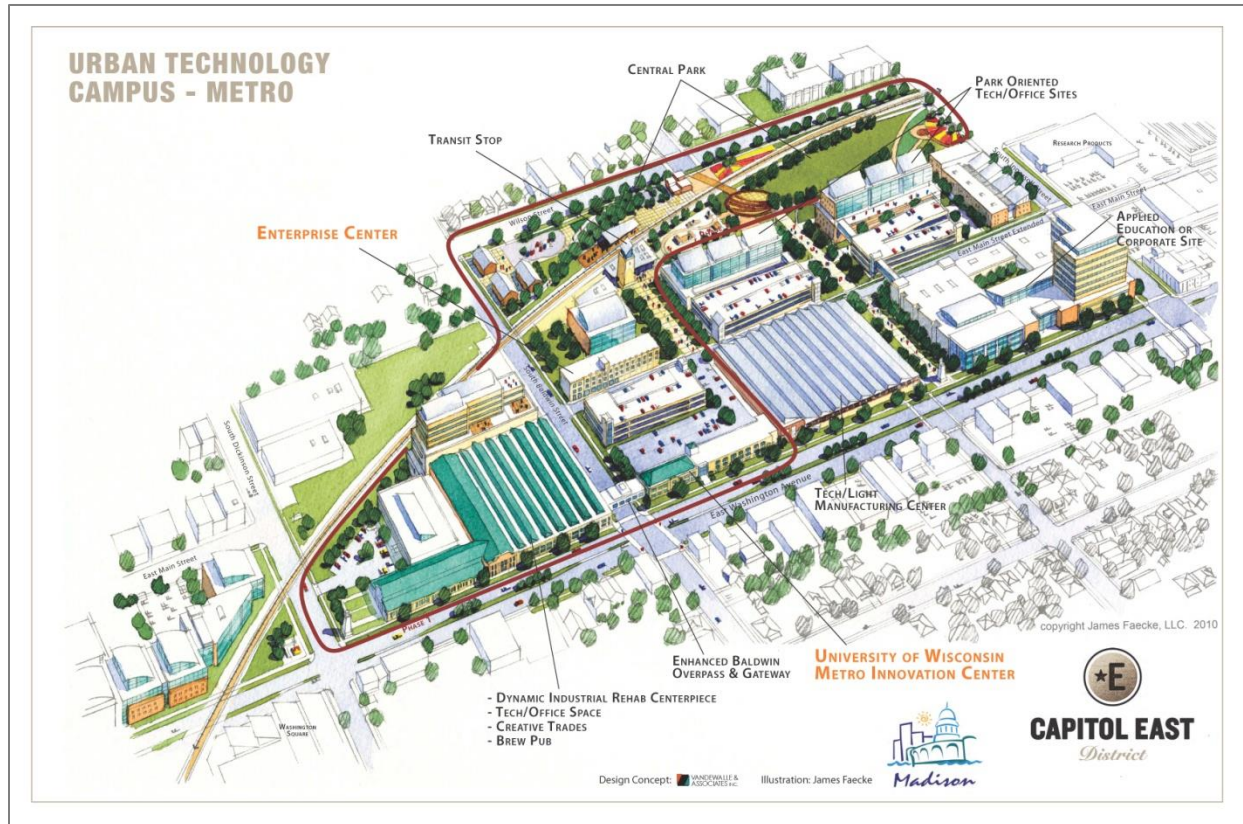 URBAN TECHNOLOGY
CAMPUS - METRO
CENTRAL PARK
PARK ORIENTED
TECH/OFFICE SITES
TRANSIT STOP
RESEARCH PRODUCTS
East Main Street
Wilson Street
ENTERPRISE CENTER
APPLIED
EDUCATION OR
CORPORATE SITE
East Main Street Extended
South Baldwin Street
South Dickinson Street
East Washington Avenue
TECH/LIGHT
MANUFACTURING CENTER
East Main Street
PHASE 1
copyright James Faecke, LLC. 2010
ENHANCED BALDWIN
OVERPASS & GATEWAY
UNIVERSITY OF WISCONSIN
METRO INNOVATION CENTER
- DYNAMIC INDUSTRIAL REHAB CENTERPIECE
- TECH/OFFICE SPACE
- CREATIVE TRADES
- BREW PUB
WASHINGTON
SQUARE
E
CAPITOL EAST
District
Madison
Design Concept: VANDEWALLE & ASSOCIATES INC. Illustration: James Faecke